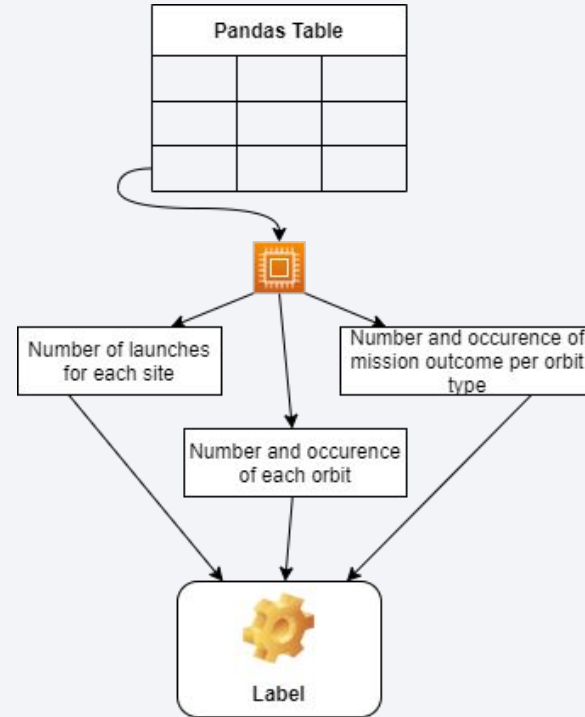 Pandas Table
Number of launches
for each site
Number and occurence of
mission outcome per orbit
type
Number and occurence
of each orbit
Label